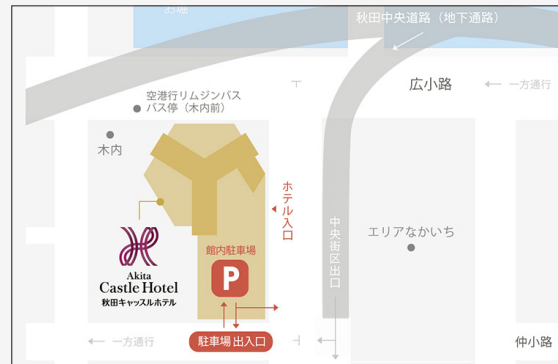 お堀
秋田中央道路（地下通路）
広小路
一方通行
空港行リムジンバス
バス停（木内前）
木内
ホテル入口
中央街区出口
エリアなかいち
館内駐車場
P
Akita
Castle Hotel
秋田キャッスルホテル
一方通行
駐車場 出入口
仲小路